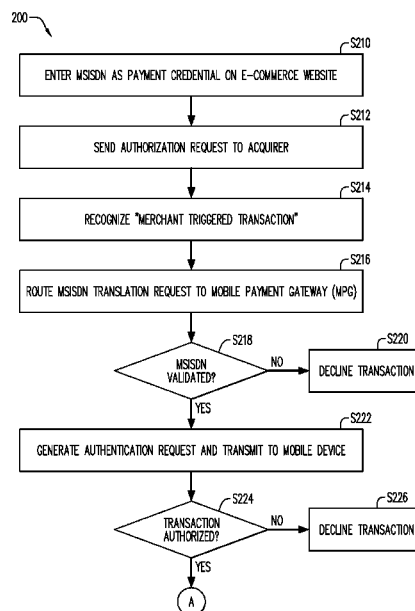 200
S210
ENTER MSISDN AS PAYMENT CREDENTIAL ON E-COMMERCE WEBSITE
S212
SEND AUTHORIZATION REQUEST TO ACQUIRER
S214
RECOGNIZE "MERCHANT TRIGGERED TRANSACTION"
S216
ROUTE MSISDN TRANSLATION REQUEST TO MOBILE PAYMENT GATEWAY (MPG)
S218
MSISDN
VALIDATED?
NO
S220
DECLINE TRANSACTION
YES
S222
GENERATE AUTHENTICATION REQUEST AND TRANSMIT TO MOBILE DEVICE
S224
TRANSACTION
AUTHORIZED?
NO
S226
DECLINE TRANSACTION
YES
A